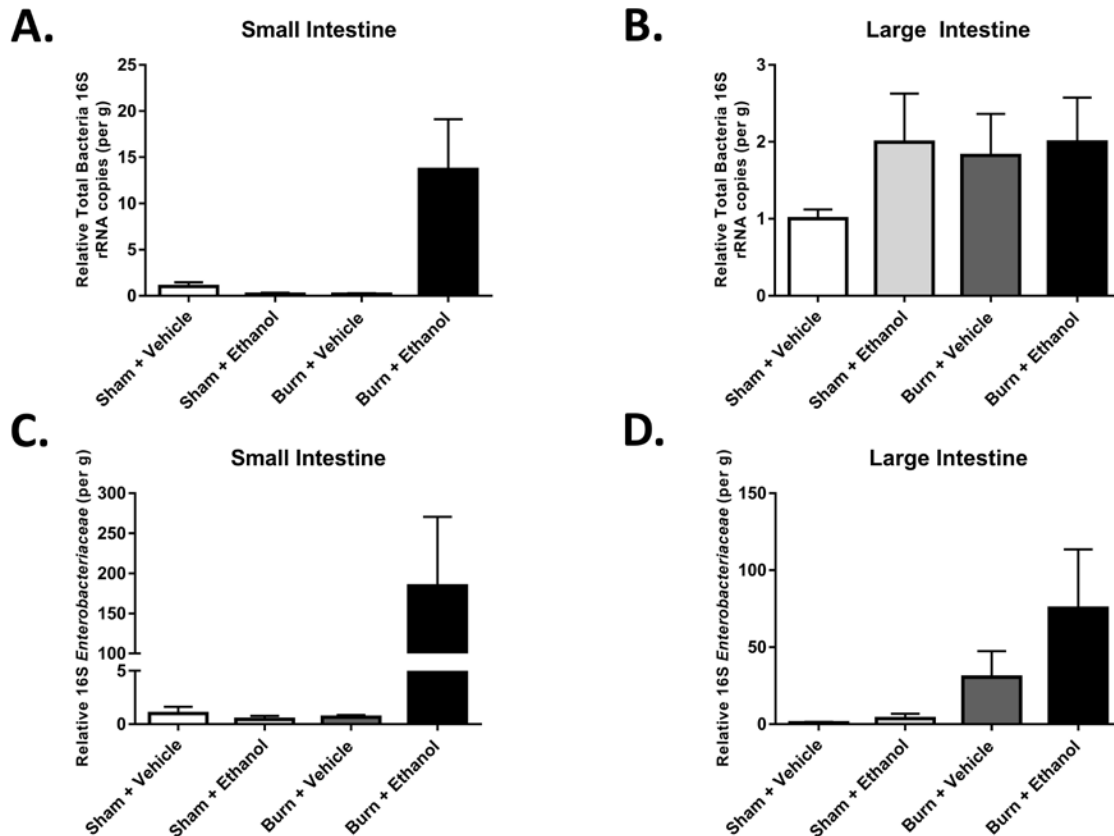 A.
Small Intestine
Relative Total Bacteria 16S
rRNA copies (per g)
25
20
15
10
5
0
Sham + Vehicle
Sham + Ethanol
Burn + Vehicle
Burn + Ethanol
B.
Large Intestine
Relative Total Bacteria 16S
rRNA copies (per g)
3
2
1
0
Sham + Vehicle
Sham + Ethanol
Burn + Vehicle
Burn + Ethanol
C.
Small Intestine
Relative 16S Enterobacteriaceae (per g)
300
250
200
150
100
5
0
Sham + Vehicle
Sham + Ethanol
Burn + Vehicle
Burn + Ethanol
D.
Large Intestine
Relative 16S Enterobacteriaceae (per g)
150
100
50
0
Sham + Vehicle
Sham + Ethanol
Burn + Vehicle
Burn + Ethanol